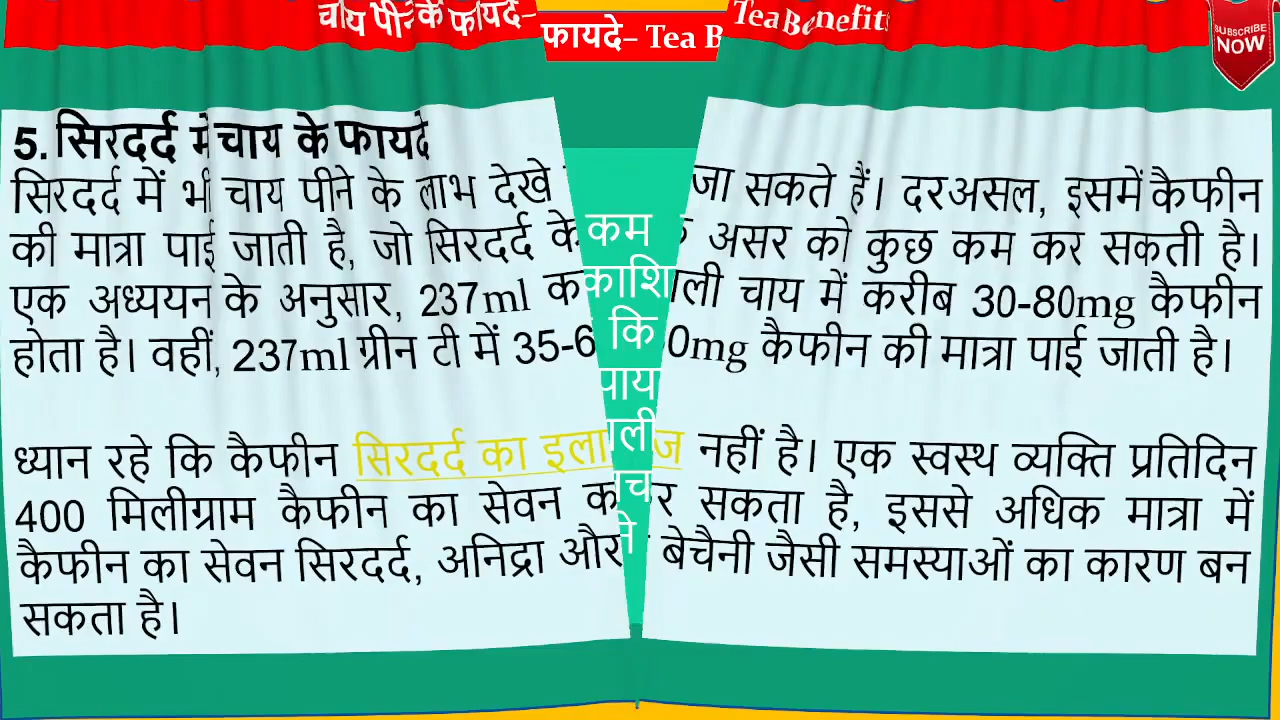 चाय पीने के फायदे–
फायदे– Tea B
Tea Benefits
SUBSCRIBE
NOW
5. सिरदर्द में चाय के फायदे
सिरदर्द में भी चाय पीने के लाभ देखे जा सकते हैं। दरअसल, इसमें कैफीन
की मात्रा पाई जाती है, जो सिरदर्द के असर को कुछ कम कर सकती है।
एक अध्ययन के अनुसार, 237ml वाली चाय में करीब 30-80mg कैफीन
होता है। वहीं, 237ml ग्रीन टी में 35-60mg कैफीन की मात्रा पाई जाती है।
ध्यान रहे कि कैफीन सिरदर्द का इलाज नहीं है। एक स्वस्थ व्यक्ति प्रतिदिन
400 मिलीग्राम कैफीन का सेवन कर सकता है, इससे अधिक मात्रा में
कैफीन का सेवन सिरदर्द, अनिद्रा और बेचैनी जैसी समस्याओं का कारण बन
सकता है।
कम
कि